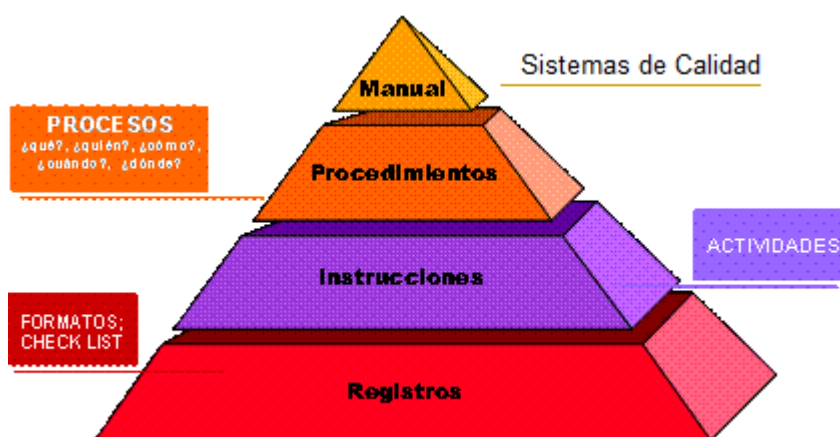 Sistemas de Calidad
Manual
PROCESOS
¿qué?, ¿quién?, ¿cómo?,
¿cuándo?, ¿dónde?
Procedimientos
ACTIVIDADES
Instrucciones
FORMATOS;
CHECK LIST
Registros